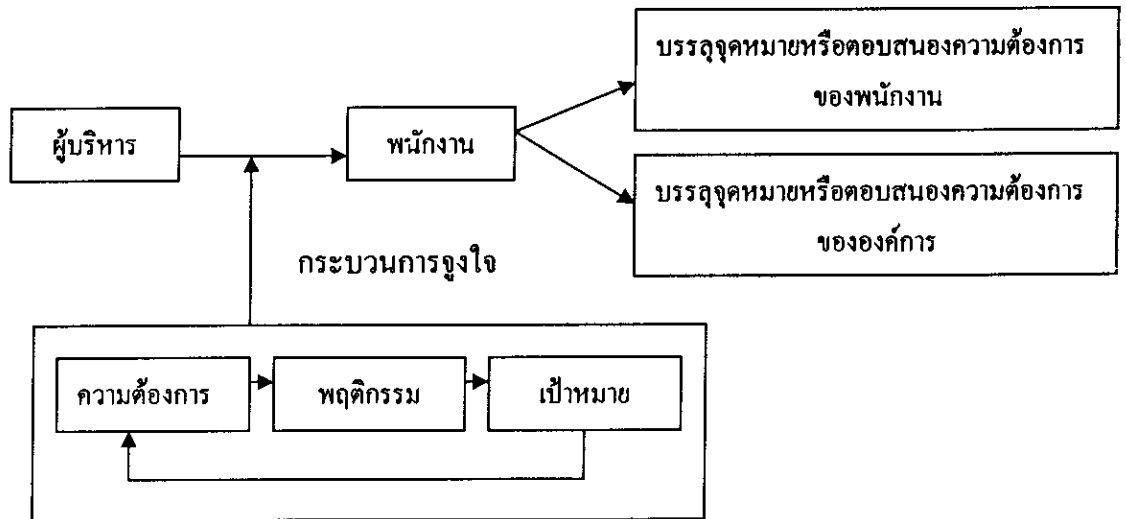 บรรลุจุดหมายหรือตอบสนองความต้องการ
ของพนักงาน
ผู้บริหาร
พนักงาน
บรรลุจุดหมายหรือตอบสนองความต้องการ
ขององค์การ
กระบวนการจูงใจ
ความต้องการ
พฤติกรรม
เป้าหมาย